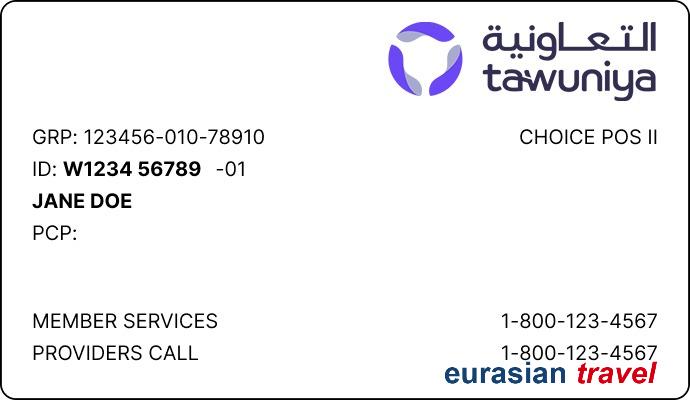 التعاونية
tawuniya
GRP: 123456-010-78910
CHOICE POS II
ID: W1234 56789 -01
JANE DOE
PCP:
MEMBER SERVICES 1-800-123-4567
PROVIDERS CALL 1-800-123-4567
eurasian travel